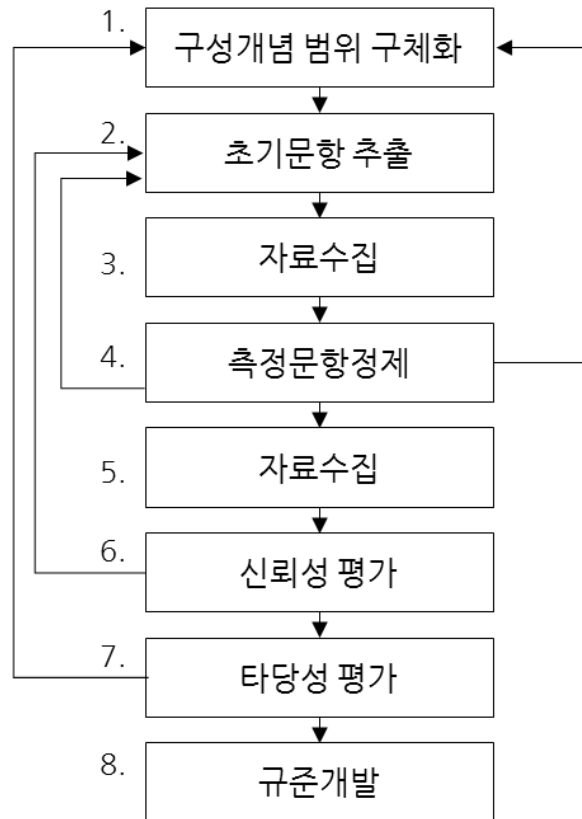 1. 구성개념 범위 구체화
2. 초기문항 추출
3. 자료수집
4. 측정문항정제
5. 자료수집
6. 신뢰성 평가
7. 타당성 평가
8. 규준개발